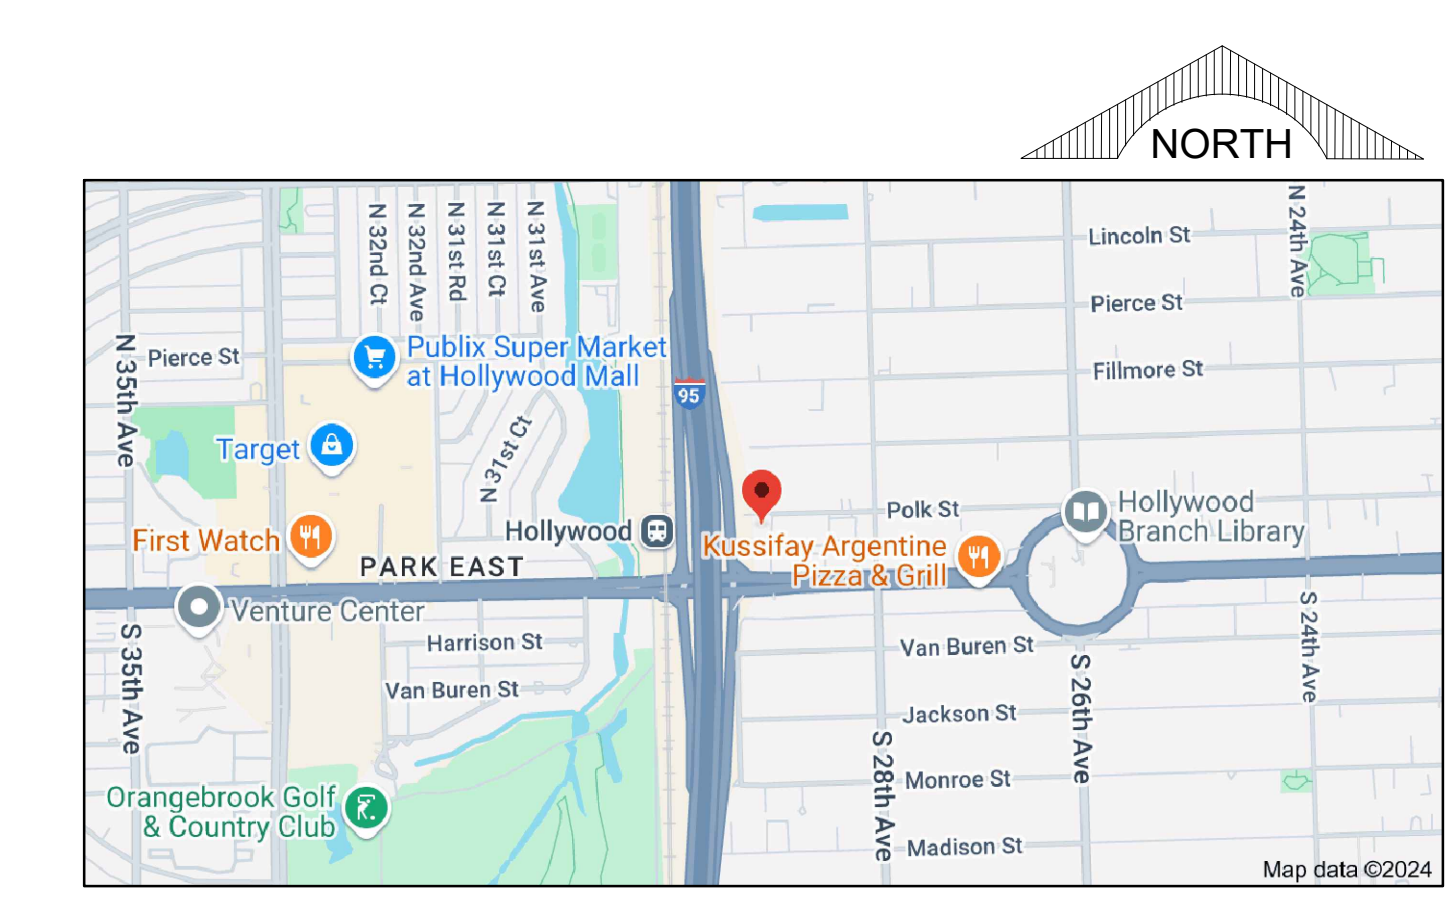 NORTH
N 32nd Ct
N 32nd Ave
N 31st Rd
N 31st Ct
N 31st Ave
N 24th Ave
Lincoln St
Pierce St
N 35th Ave
Pierce St
Publix Super Market
at Hollywood Mall
95
Fillmore St
Target
N 31st Ct
First Watch
Hollywood
Polk St
Hollywood
Branch Library
Kussifay Argentine
Pizza & Grill
PARK EAST
Venture Center
S 35th Ave
Harrison St
Van Buren St
Van Buren St
S 24th Ave
S 26th Ave
Jackson St
S 28th Ave
Monroe St
Orangebrook Golf
& Country Club
Madison St
Map data ©2024